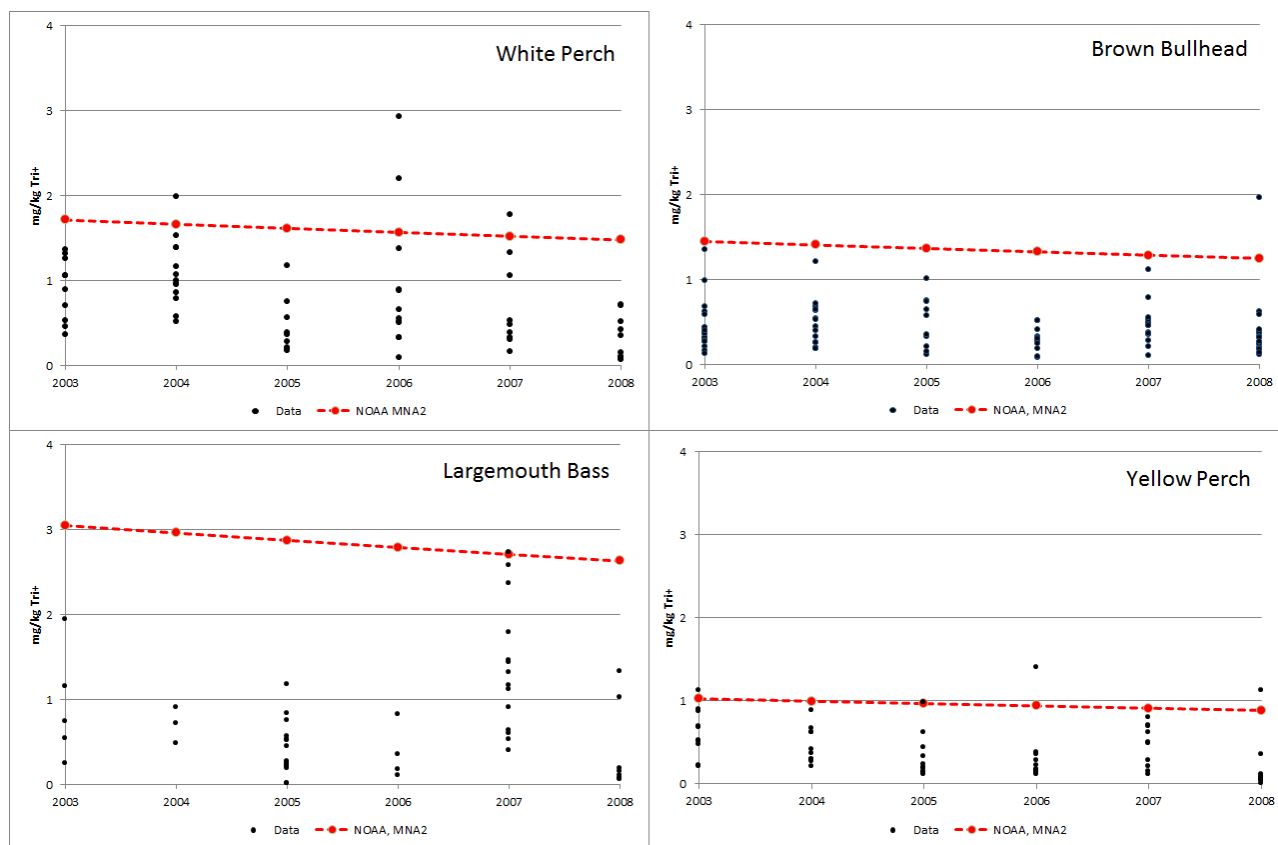 White Perch
mg/kg Tri+
4
3
2
1
0
2003 2004 2005 2006 2007 2008
Data NOAA MNA2
Brown Bullhead
mg/kg Tri+
4
3
2
1
0
2003 2004 2005 2006 2007 2008
Data NOAA, MNA2
Largemouth Bass
mg/kg Tri+
4
3
2
1
0
2003 2004 2005 2006 2007 2008
Data NOAA, MNA2
Yellow Perch
mg/kg Tri+
4
3
2
1
0
2003 2004 2005 2006 2007 2008
Data NOAA, MNA2